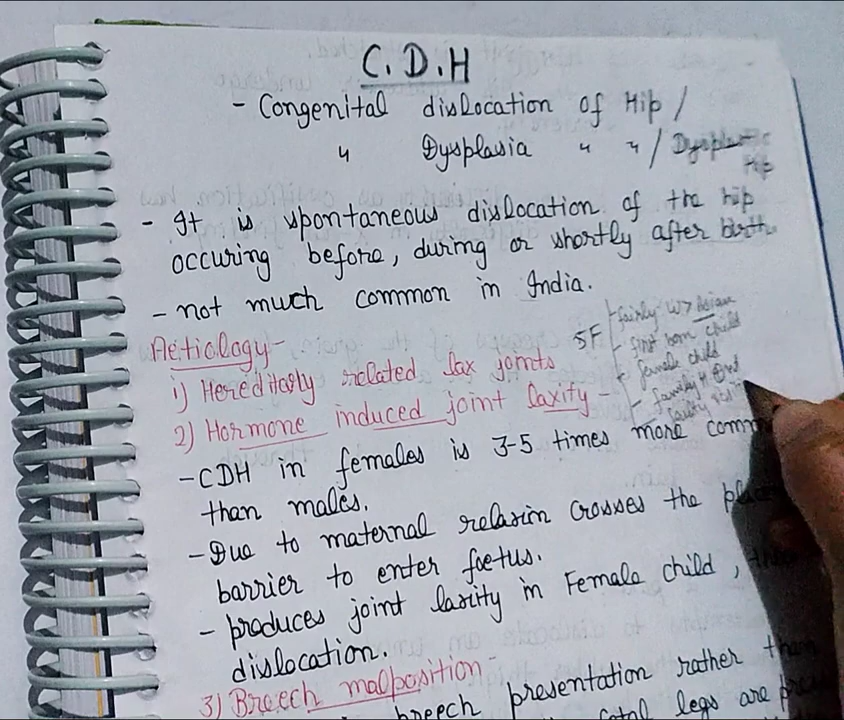 C.D.H
- Congenital dislocation of Hip /
" Dysplasia " " / Dysplastic Hip
- It is spontaneous dislocation of the hip
occuring before, during or shortly after birth.
- not much common in India.
Aetiology -
1) Hereditarly related lax joints
2) Hormone induced joint laxity -
5F
first born child
female child
family H
- CDH in females is 3-5 times more
than males.
- Due to maternal relaxin crosses the
barrier to enter foetus.
- produces joint laxity in Female child,
dislocation.
3) Breech malposition -
breech presentation rather than
legs are